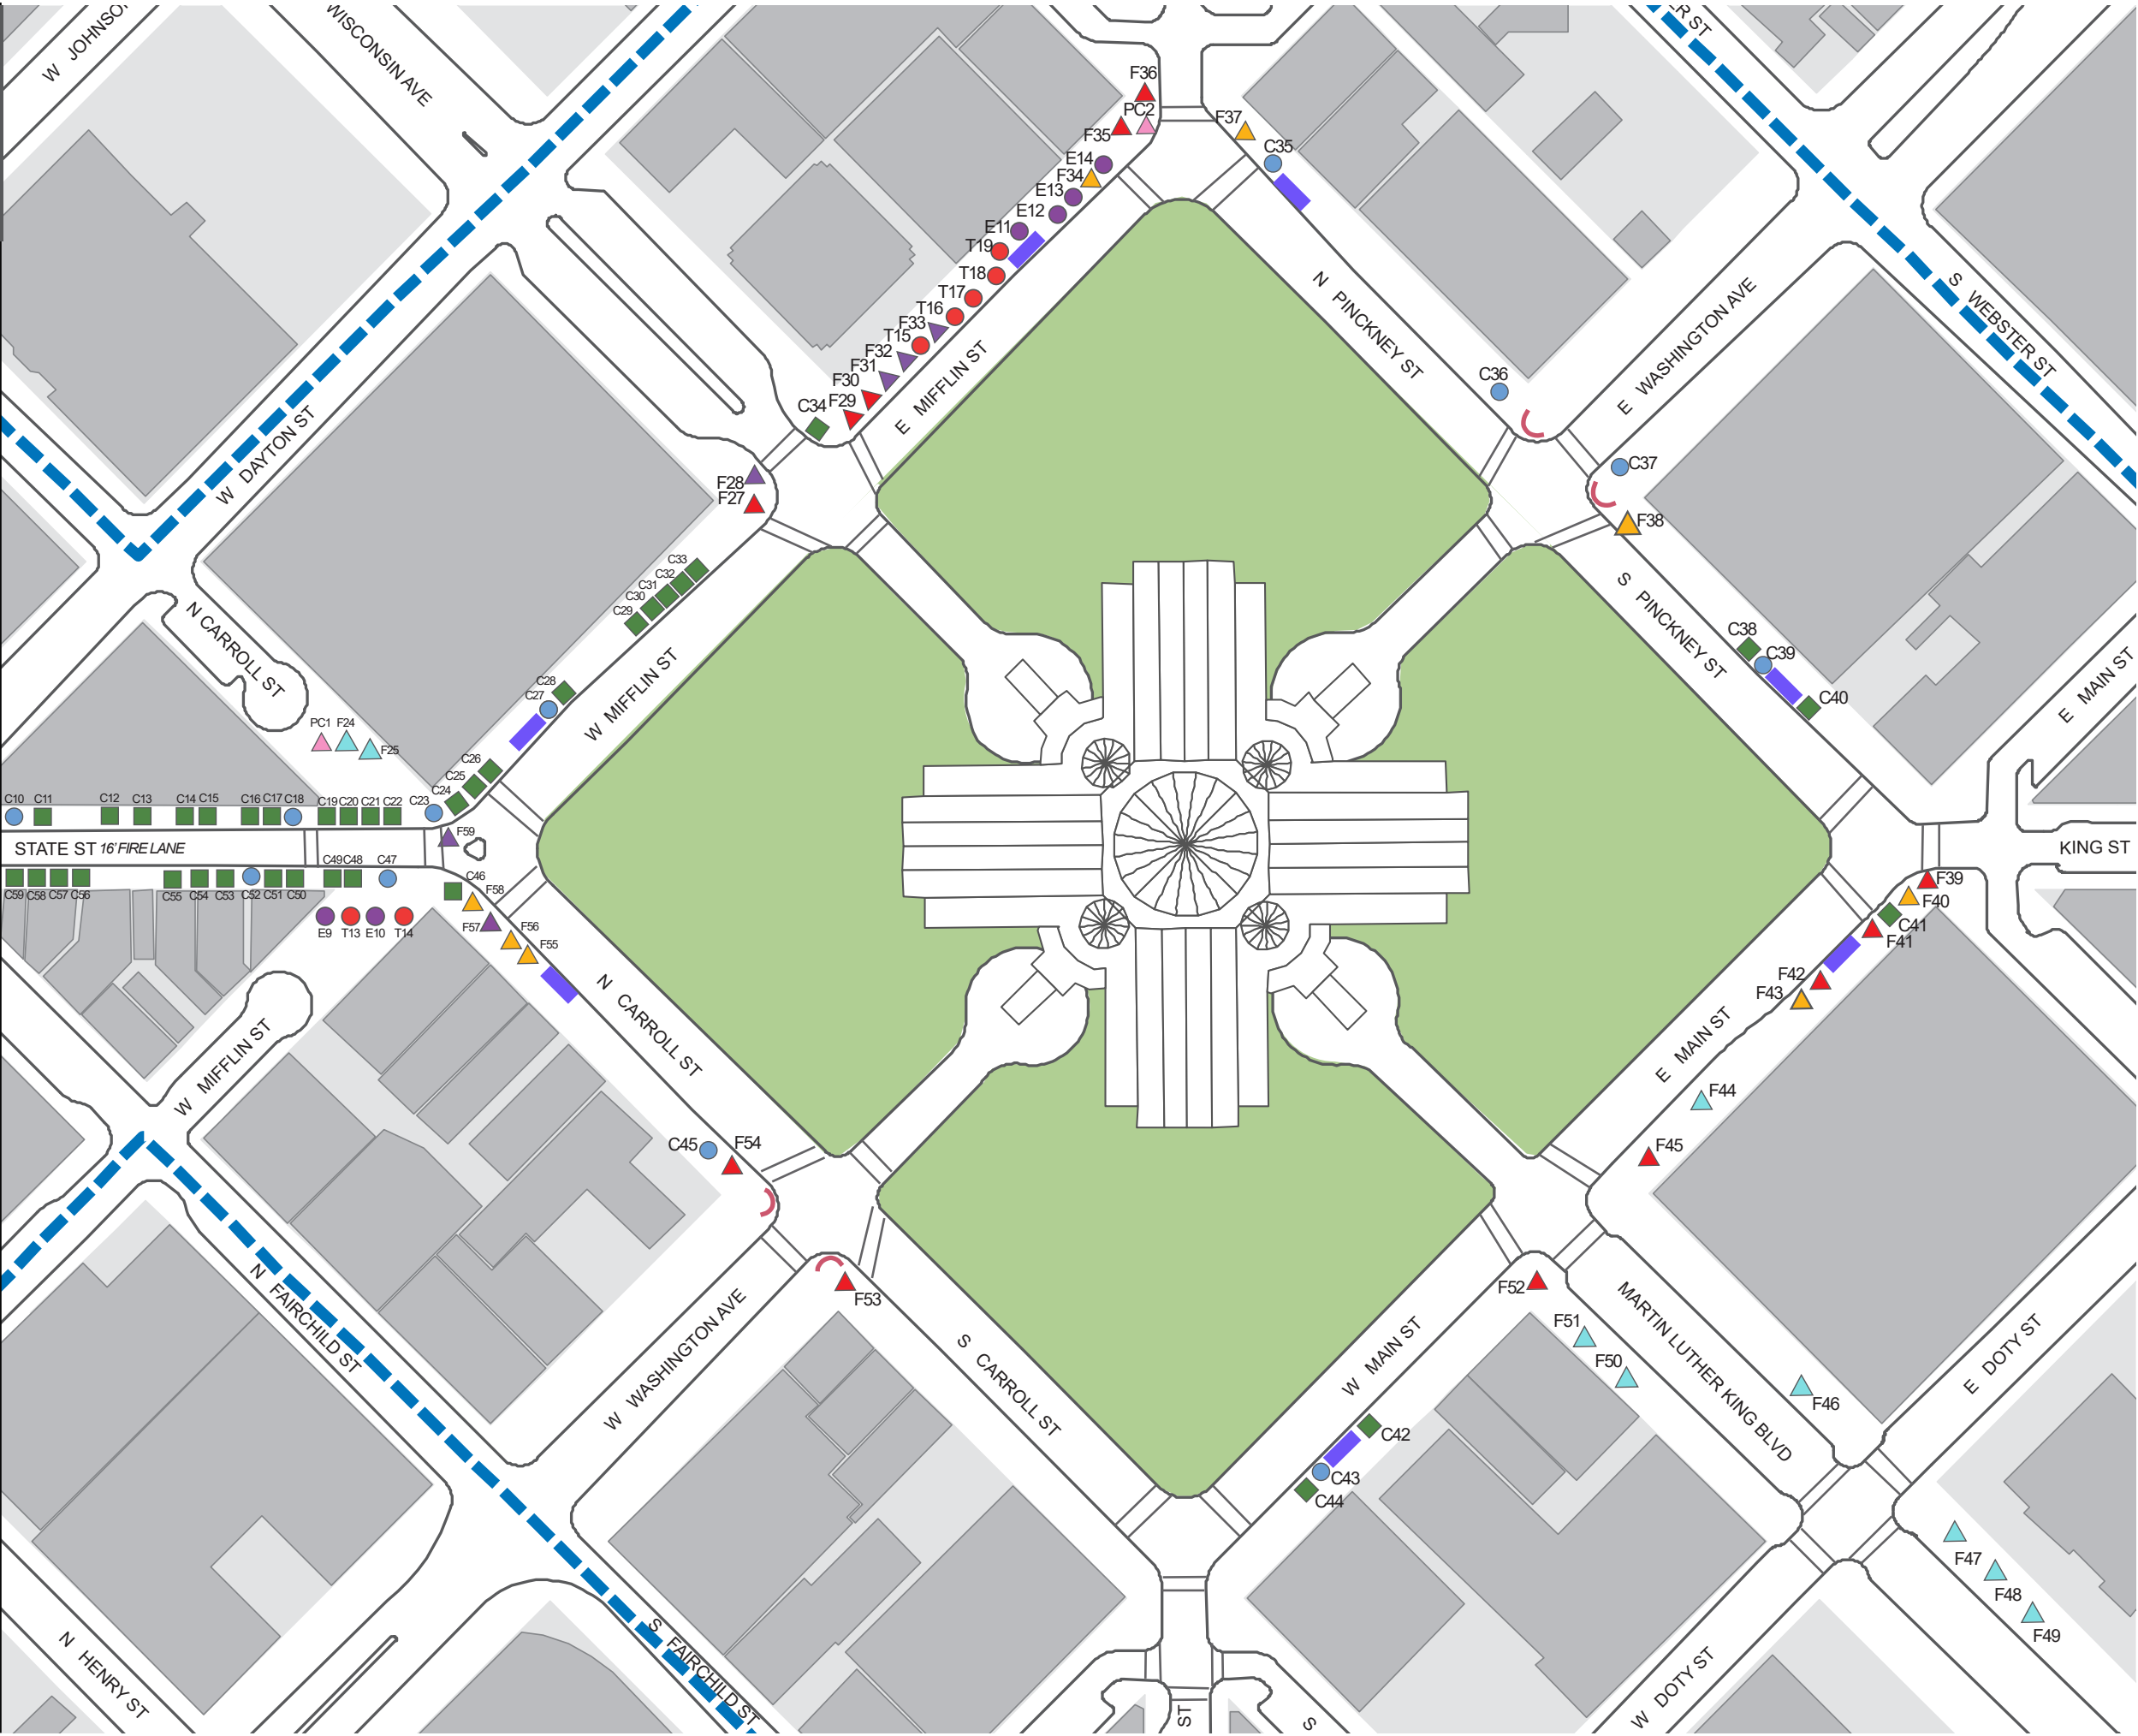 W JOHNSO
WISCONSIN AVE
ER ST
F36
PC2
F35
F37
C35
E14
F34
E13
E12
E11
T19
T18
T17
T16
F33
T15
F32
F31
F30
F29
C34
E MIFFLIN ST
N PINCKNEY ST
C36
E WASHINGTON AVE
S WEBSTER ST
W DAYTON ST
F28
F27
C37
F38
C33
C32
C31
C30
C29
N CARROLL ST
W MIFFLIN ST
S PINCKNEY ST
C38
C39
C40
E MAIN ST
C28
C27
PC1
F24
F25
C26
C25
C24
C10
C11
C12
C13
C14
C15
C16
C17
C18
C19
C20
C21
C22
C23
F59
STATE ST 16' FIRE LANE
KING ST
C49
C48
C47
C46
F58
C59
C58
C57
C56
C55
C54
C53
C52
C51
C50
F57
F56
F55
E9
T13
E10
T14
F39
F40
C41
F41
F42
F43
N CARROLL ST
W MIFFLIN ST
E MAIN ST
F44
F45
C45
F54
F53
F52
F51
F50
N FAIRCHILD ST
W WASHINGTON AVE
S CARROLL ST
W MAIN ST
MARTIN LUTHER KING BLVD
E DOTY ST
F46
C42
C43
C44
F47
F48
F49
N HENRY ST
S FAIRCHILD ST
W DOTY ST
ST
S